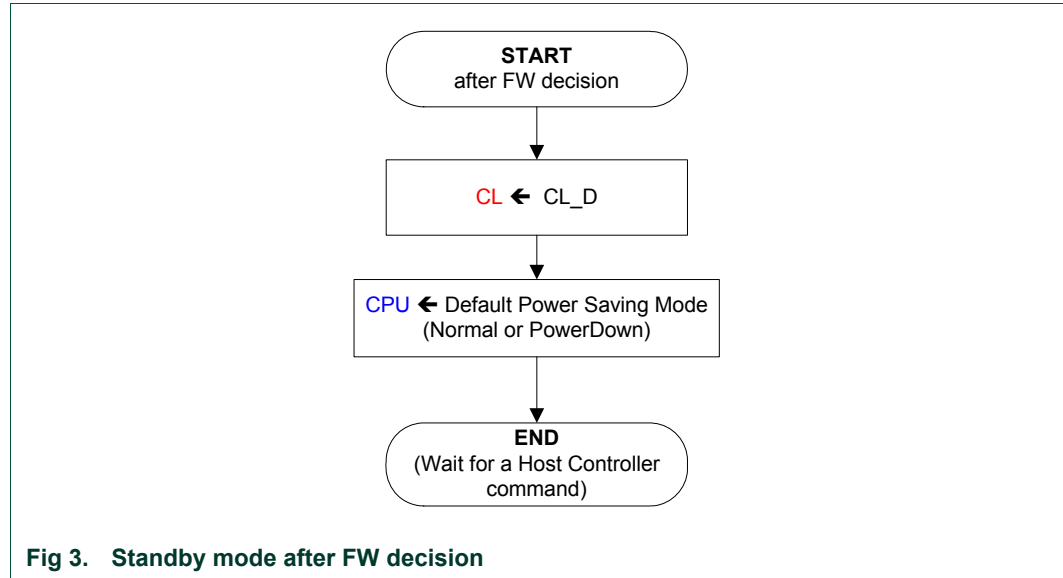 START
after FW decision
CL 🡸 CL_D
CPU 🡸 Default Power Saving Mode
(Normal or PowerDown)
END
(Wait for a Host Controller
command)
Fig 3. Standby mode after FW decision